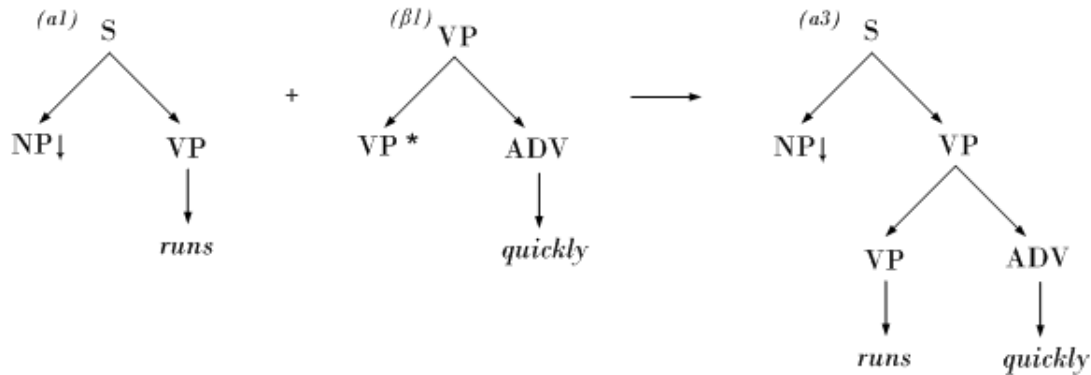 (α1) S (β1) VP (α3) S
+
NP↓ VP VP * ADV NP↓ VP
runs quickly VP ADV
runs quickly